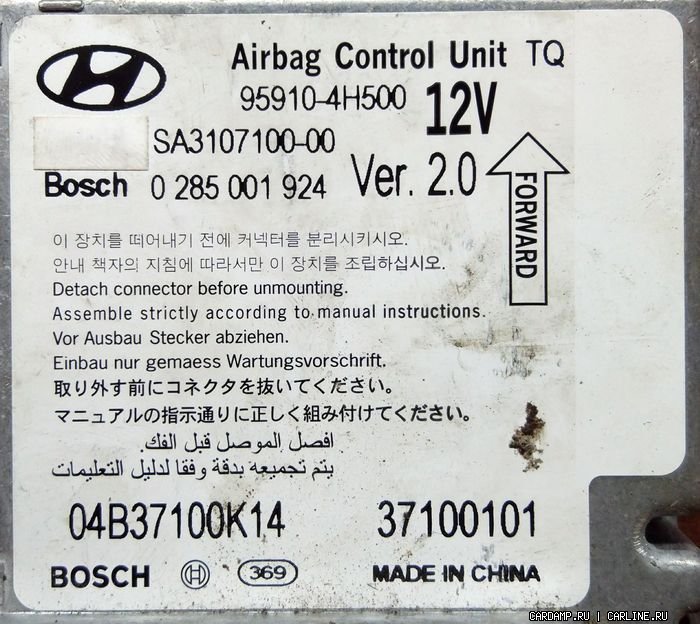 Airbag Control Unit TQ
95910-4H500 12V
SA3107100-00
Bosch 0 285 001 924 Ver. 2.0
FORWARD
이 장치를 떼어내기 전에 커넥터를 분리시키시오.
안내 책자의 지침에 따라서만 이 장치를 조립하십시오.
Detach connector before unmounting.
Assemble strictly according to manual instructions.
Vor Ausbau Stecker abziehen.
Einbau nur gemaess Wartungsvorschrift.
取り外す前にコネクタを抜いてください。
マニュアルの指示通りに正しく組み付けてください。
افصل الموصل قبل الفك.
يتم تجميعه بدقة وفقا لدليل التعليمات
04B37100K14 37100101
BOSCH 369 MADE IN CHINA
CARDAMP.RU | CARLINE.RU